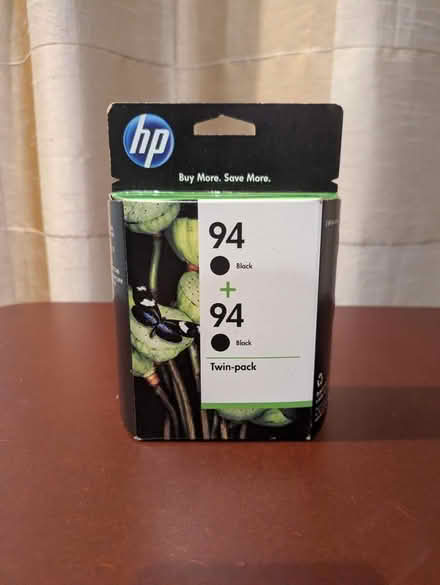 hp
Buy More. Save More.
94
Black
+
94
Black
Twin-pack